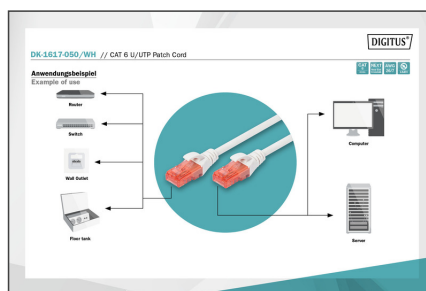 DIGITUS®
DK-1617-050/WH // CAT 6 U/UTP Patch Cord
Anwendungsbeispiel
Example of use
Router
Switch
Wall Outlet
Floor tank
Computer
Server